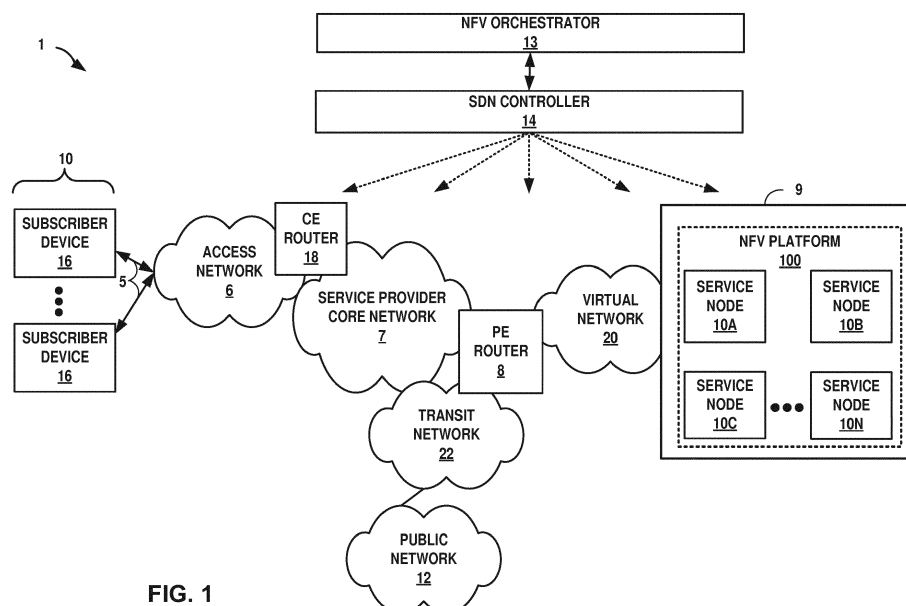 NFV ORCHESTRATOR
13
1
SDN CONTROLLER
14
10
9
SUBSCRIBER
DEVICE
16
5
SUBSCRIBER
DEVICE
16
ACCESS
NETWORK
6
CE
ROUTER
18
SERVICE PROVIDER
CORE NETWORK
7
PE
ROUTER
8
VIRTUAL
NETWORK
20
NFV PLATFORM
100
SERVICE
NODE
10A
SERVICE
NODE
10B
SERVICE
NODE
10C
SERVICE
NODE
10N
TRANSIT
NETWORK
22
PUBLIC
NETWORK
12
FIG. 1